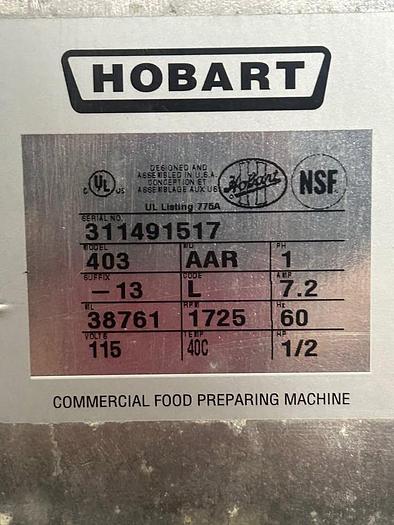 HOBART
DESIGNED AND
ASSEMBLED IN U.S.A.
CONCEPTION ET
ASSEMBLAGE AUX US
C UL US
Hobart
NSF
UL Listing 775A
SERIAL NO.
311491517
MODEL PH
403 AAR 1
SUFFIX CODE AMP
–13 L 7.2
ML RPM Hz
38761 1725 60
VOLTS TEMP HP
115 40C 1/2
COMMERCIAL FOOD PREPARING MACHINE